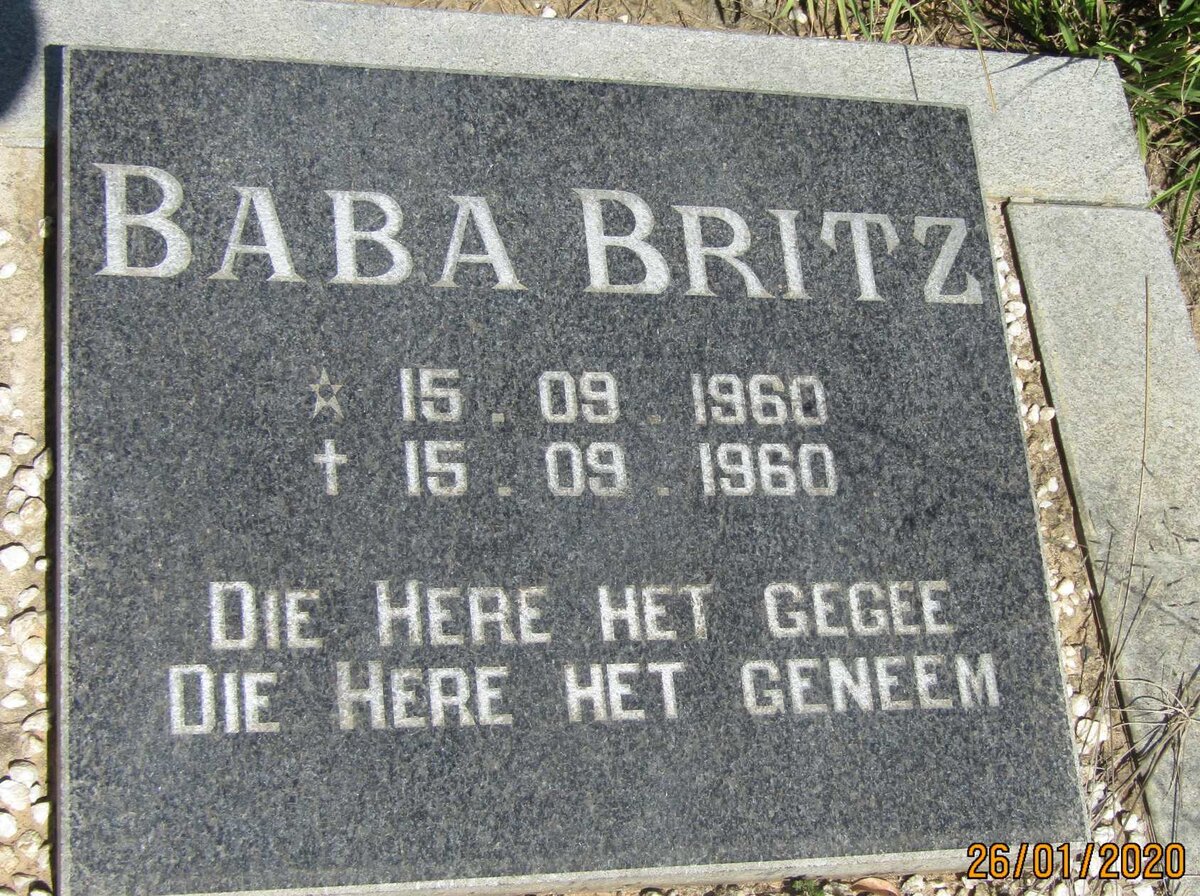 BABA BRITZ
15 . 09 . 1960
† 15 . 09 . 1960
DIE HERE HET GEGEE
DIE HERE HET GENEEM
26/01/2020